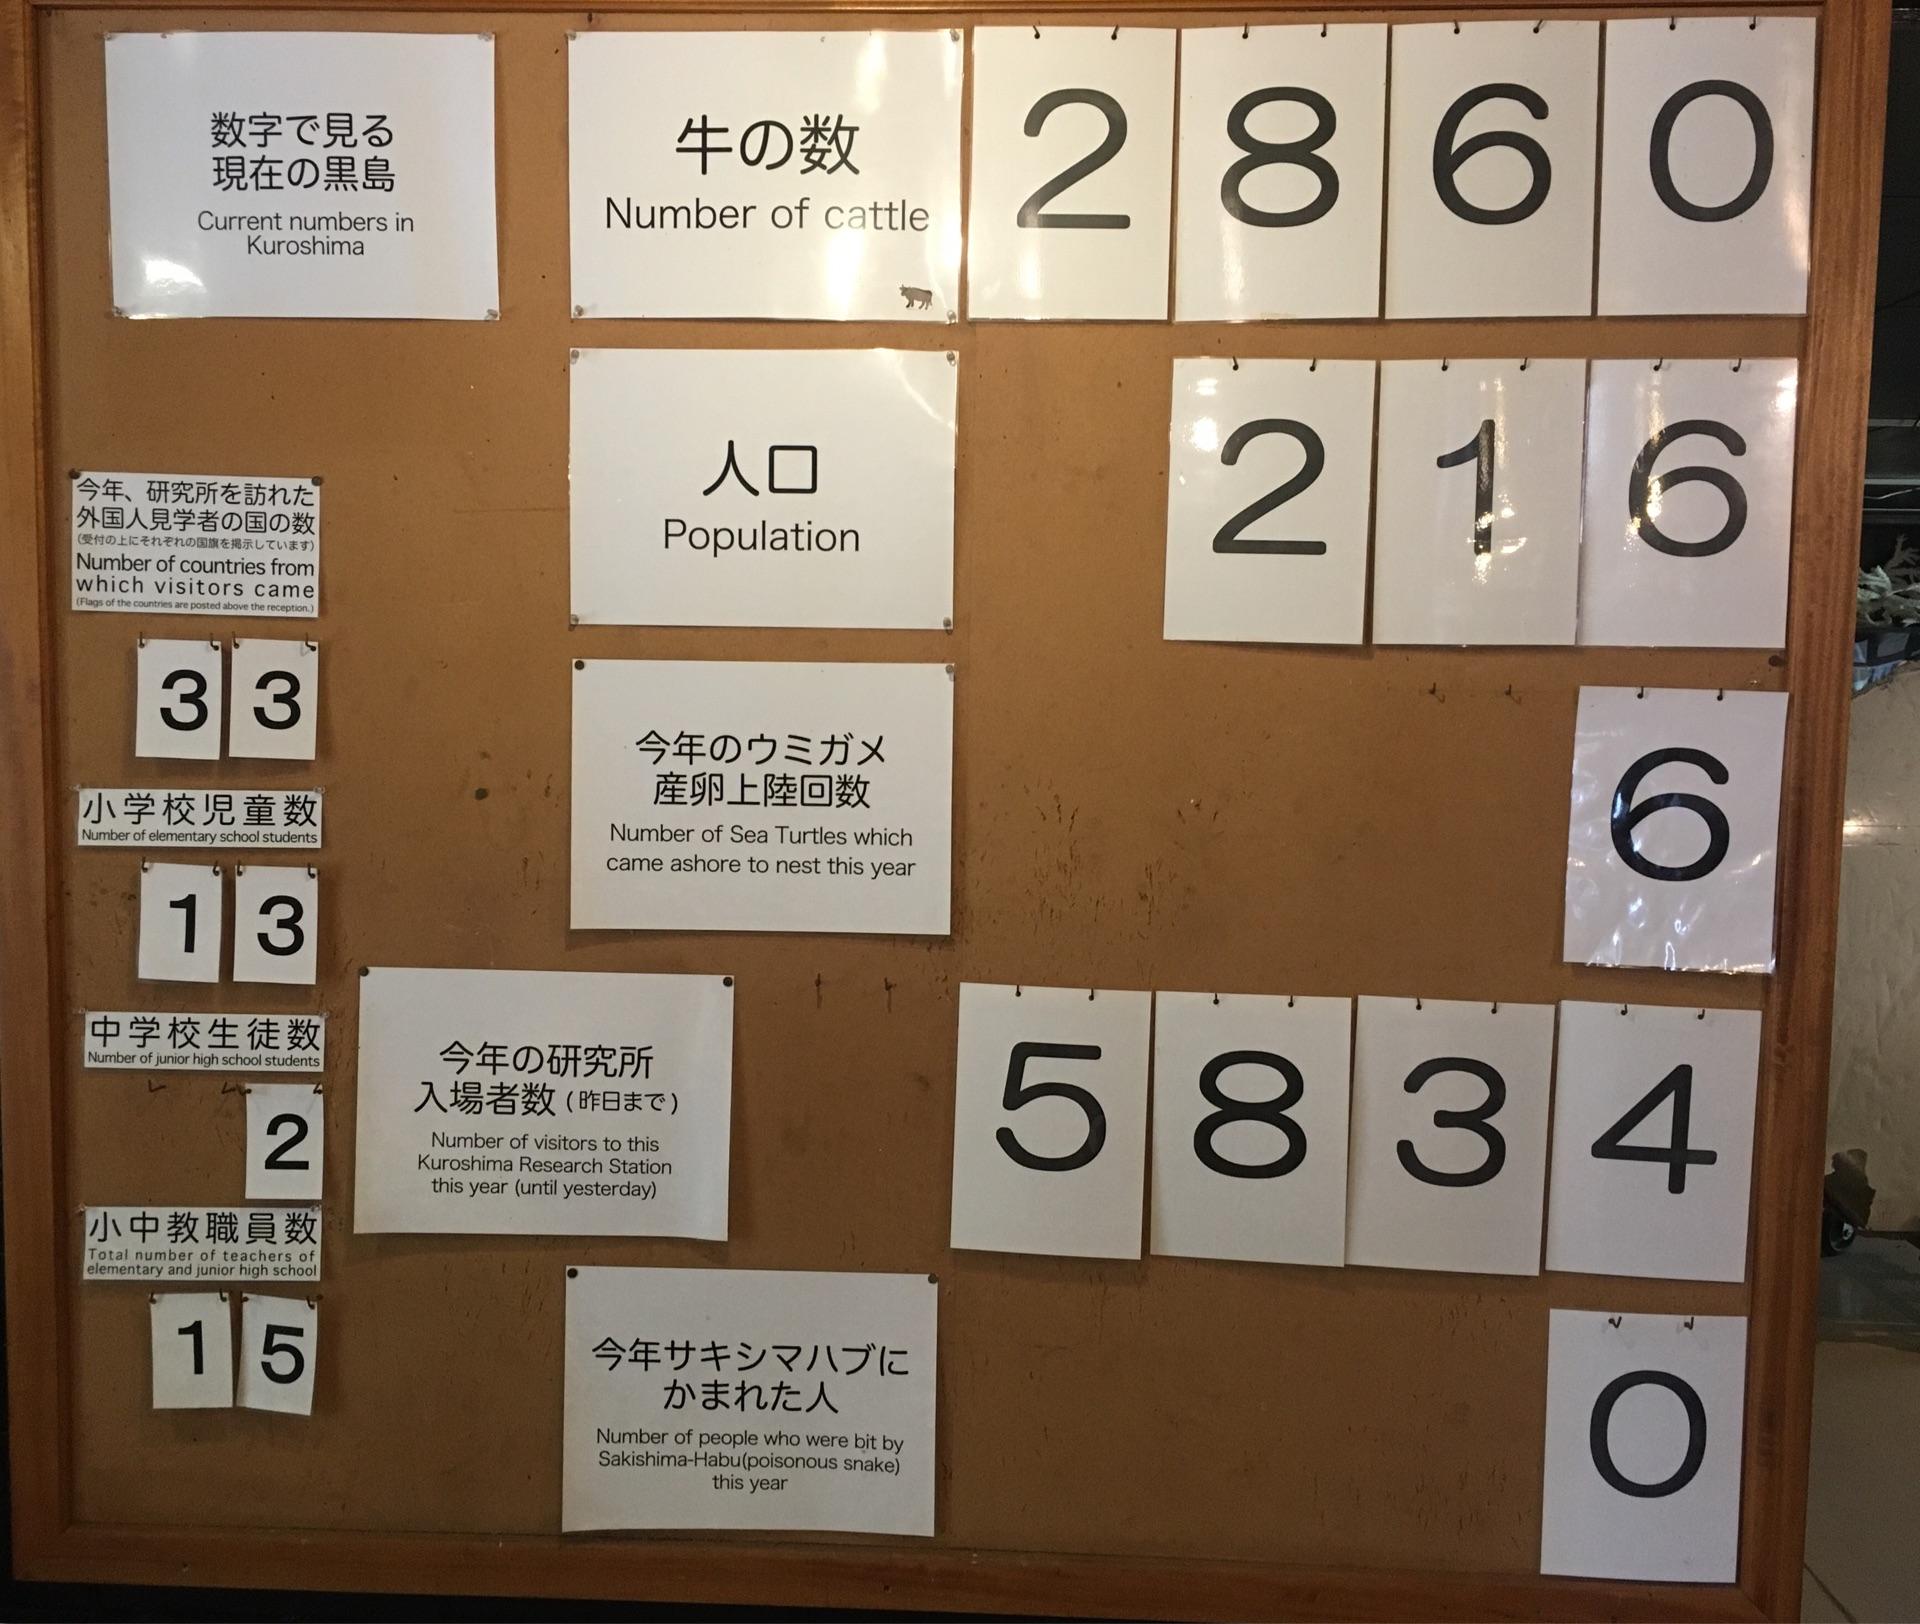 数字で見る
現在の黒島
Current numbers in
Kuroshima
牛の数
Number of cattle
2860
人口
Population
216
今年のウミガメ
産卵上陸回数
Number of Sea Turtles which
came ashore to nest this year
6
今年の研究所
入場者数(昨日まで)
Number of visitors to this
Kuroshima Research Station
this year (until yesterday)
5834
今年サキシマハブに
かまれた人
Number of people who were bit by
Sakishima-Habu(poisonous snake)
this year
0
今年、研究所を訪れた
外国人見学者の国の数
(受付の上にそれぞれの国旗を掲示しています)
Number of countries from
which visitors came
(Flags of the countries are posted above the reception.)
33
小学校児童数
Number of elementary school students
13
中学校生徒数
Number of junior high school students
2
小中教職員数
Total number of teachers of
elementary and junior high school
15